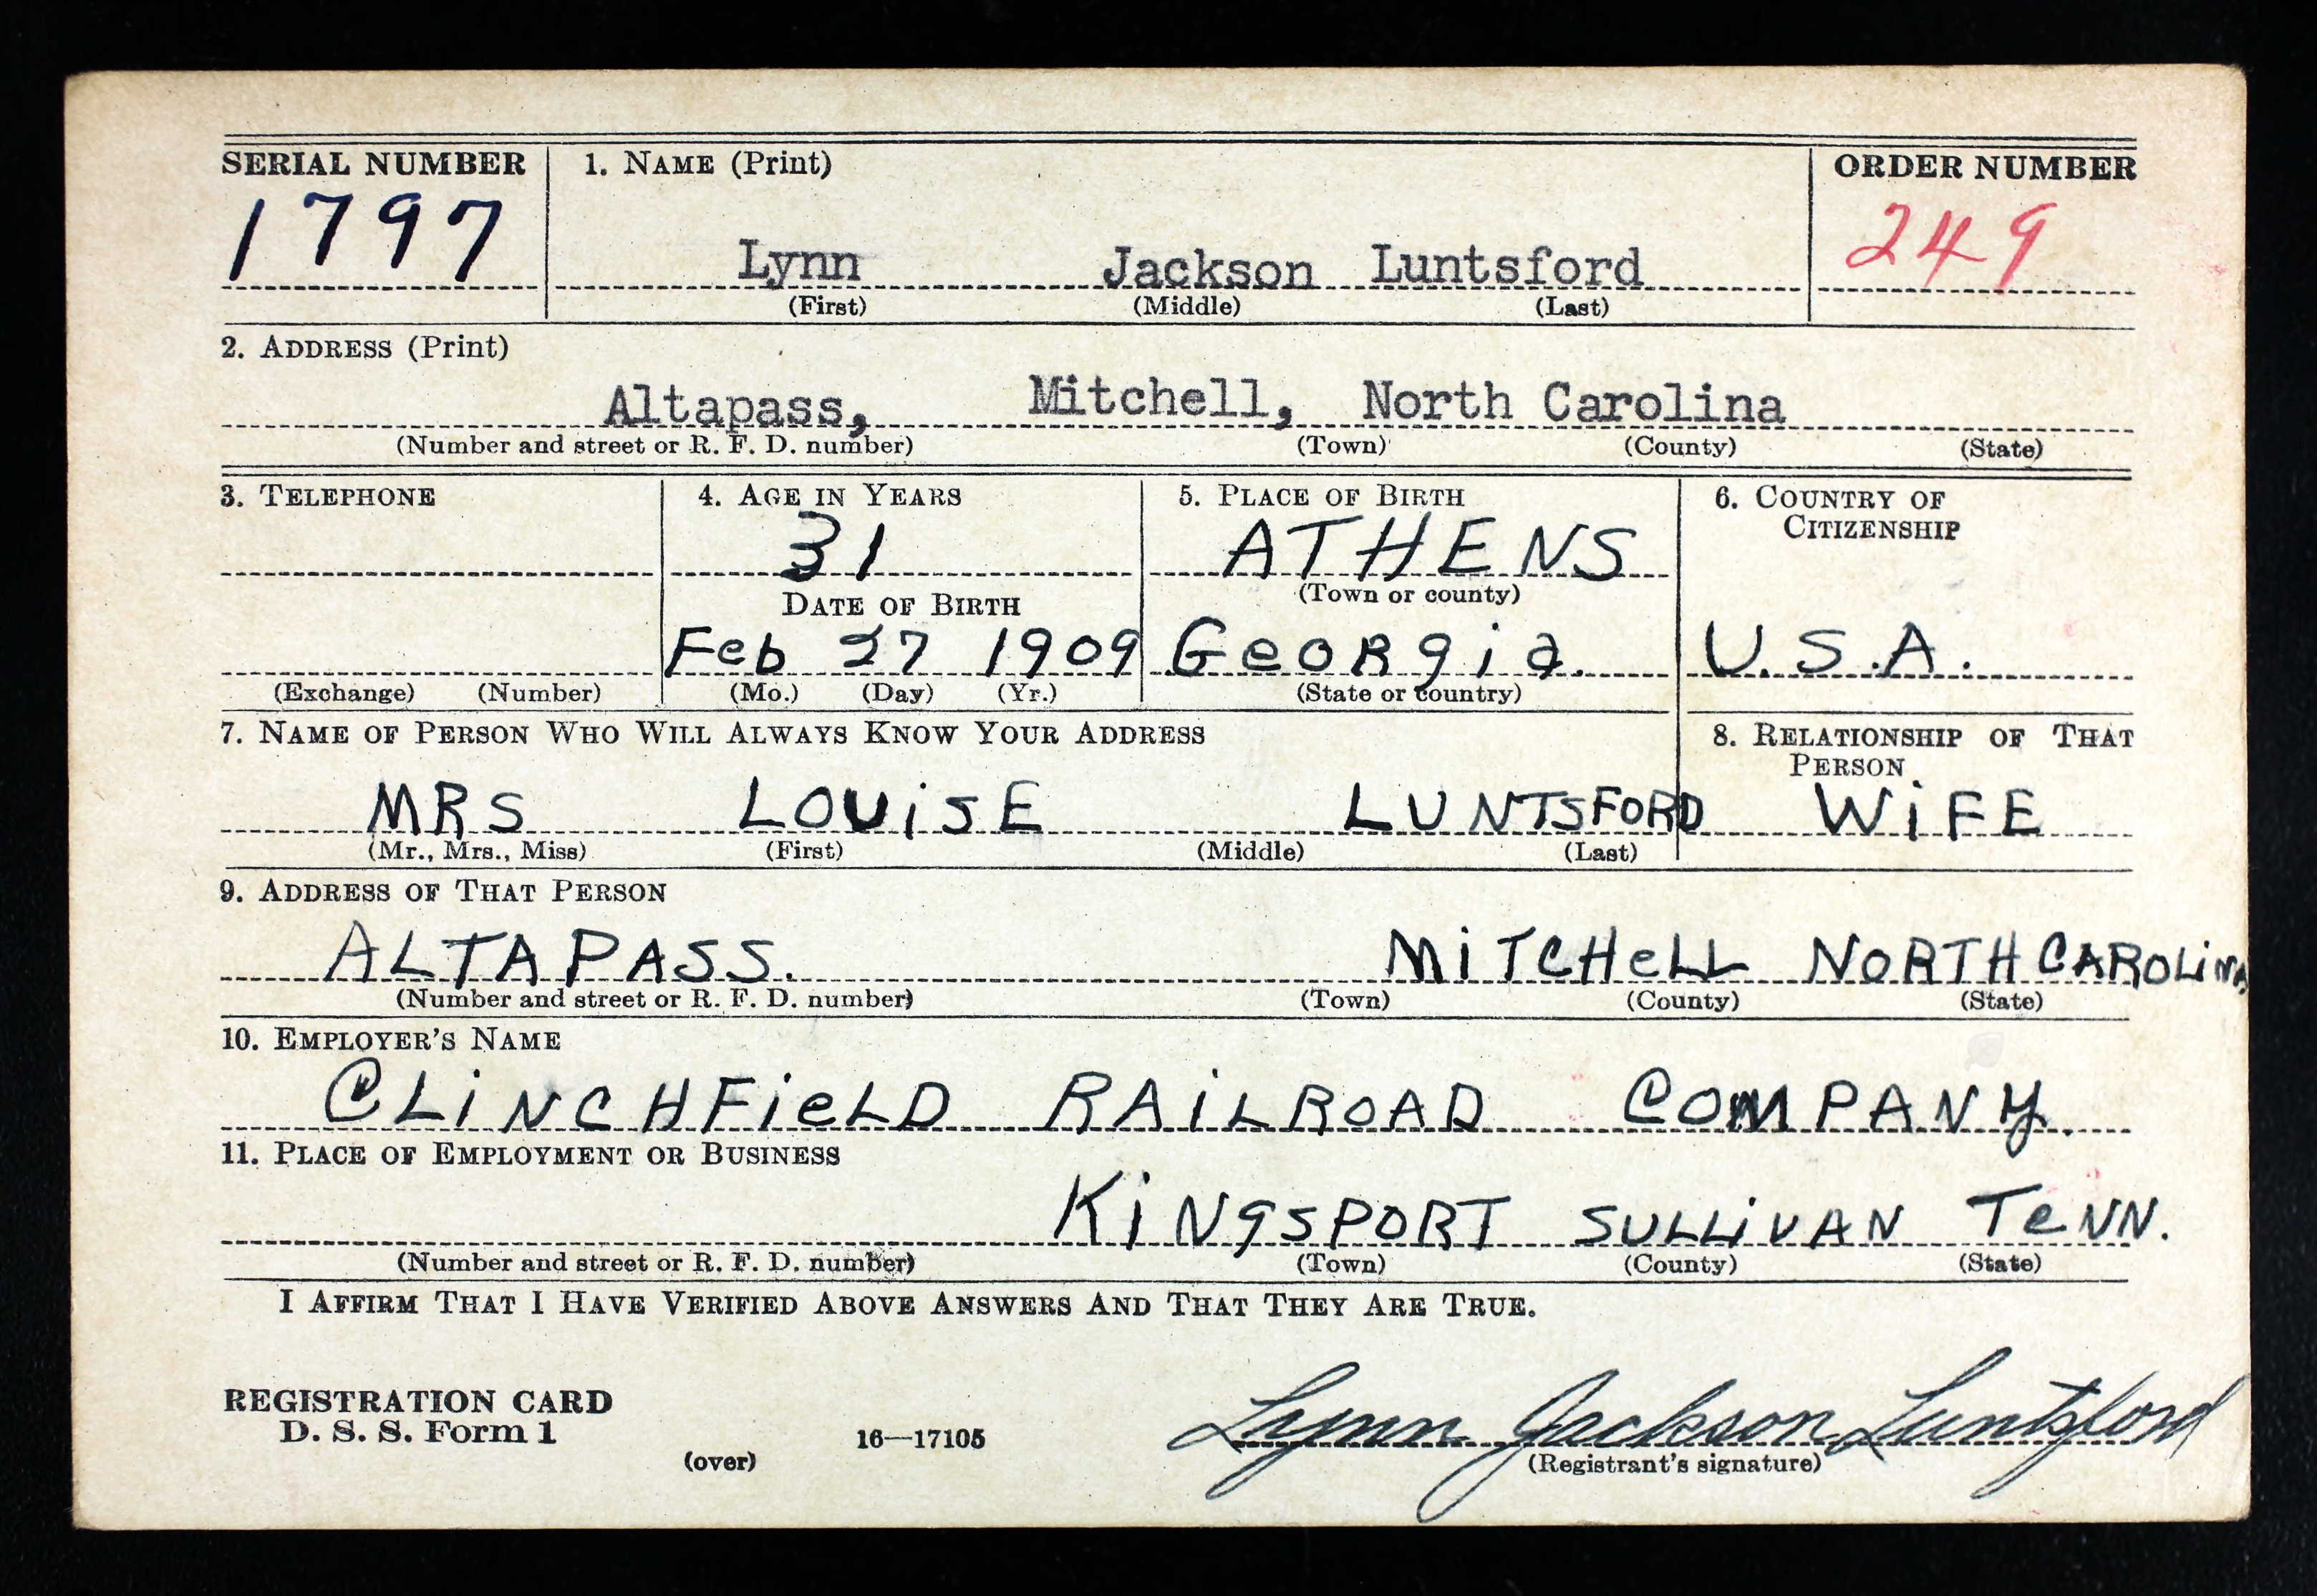 SERIAL NUMBER 1. NAME (Print) ORDER NUMBER
1797 Lynn Jackson Luntsford 249
(First) (Middle) (Last)
2. ADDRESS (Print)
Altapass, Mitchell, North Carolina
(Number and street or R. F. D. number) (Town) (County) (State)
3. TELEPHONE 4. AGE IN YEARS 5. PLACE OF BIRTH 6. COUNTRY OF
CITIZENSHIP
31 ATHENS
DATE OF BIRTH (Town or county)
Feb 27 1909 Georgia. U.S.A.
(Exchange) (Number) (Mo.) (Day) (Yr.) (State or country)
7. NAME OF PERSON WHO WILL ALWAYS KNOW YOUR ADDRESS 8. RELATIONSHIP OF THAT
PERSON
MRS LOUiSE LUNTSFORD WiFE
(Mr., Mrs., Miss) (First) (Middle) (Last)
9. ADDRESS OF THAT PERSON
ALTAPASS. MiTCHeLL NORTH CAROLiNA
(Number and street or R. F. D. number) (Town) (County) (State)
10. EMPLOYER'S NAME
CLiNCHFieLD RAiLROAD COMPANY.
11. PLACE OF EMPLOYMENT OR BUSINESS
KiNgSPORT SULLiVAN TeNN.
(Number and street or R. F. D. number) (Town) (County) (State)
I AFFIRM THAT I HAVE VERIFIED ABOVE ANSWERS AND THAT THEY ARE TRUE.
REGISTRATION CARD
D. S. S. Form 1 16—17105 Lynn Jackson Luntsford
(over) (Registrant's signature)